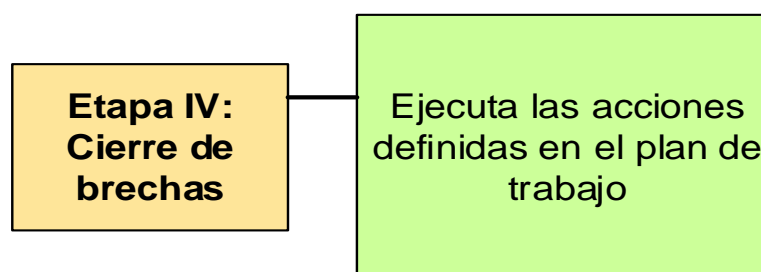 Etapa IV:
Cierre de
brechas
Ejecuta las acciones
definidas en el plan de
trabajo